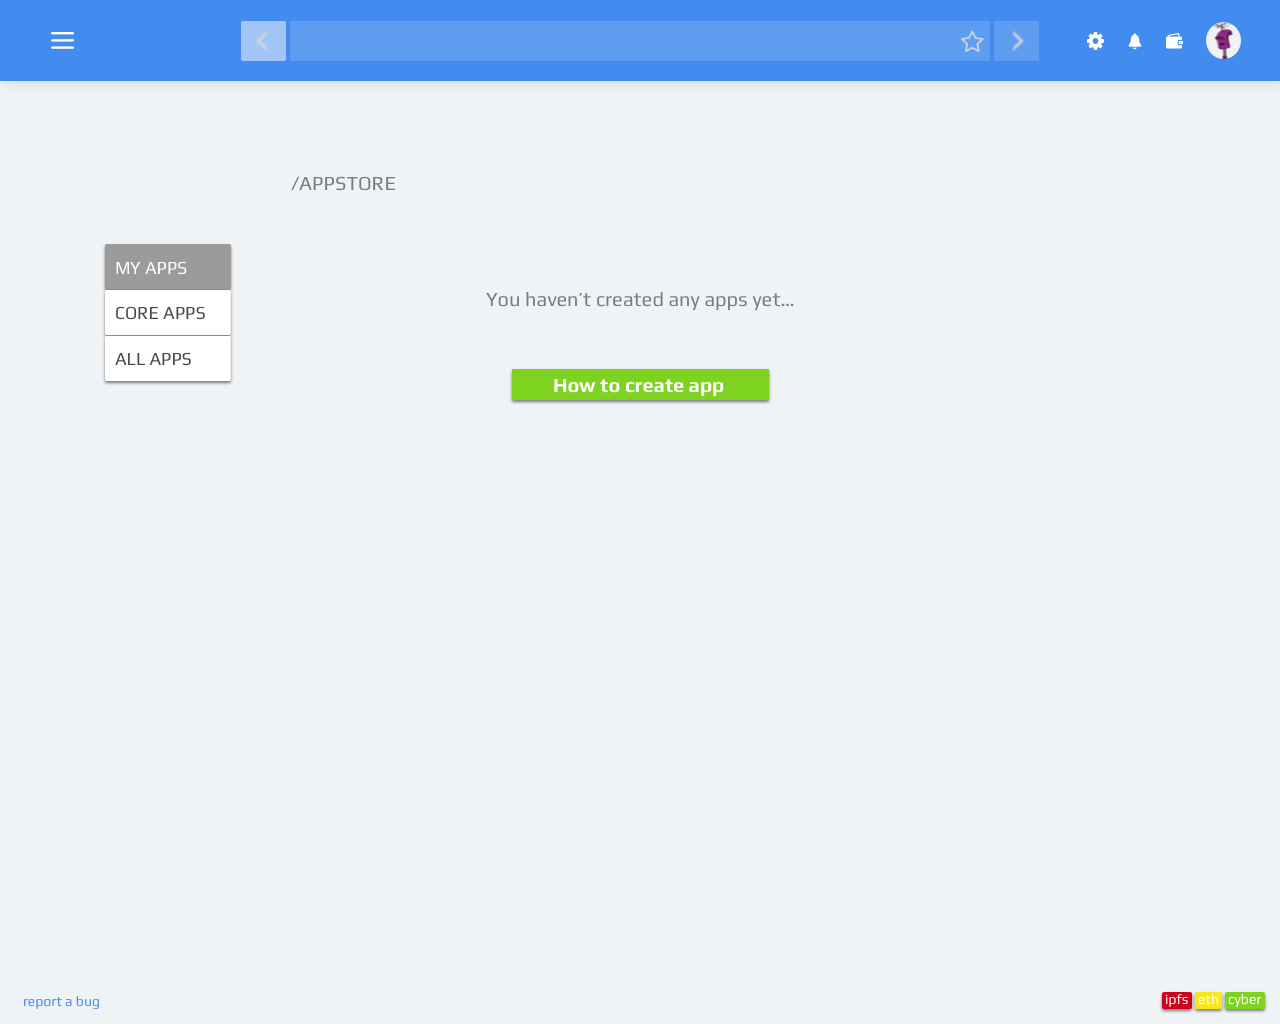 /APPSTORE
MY APPS
CORE APPS
ALL APPS
You haven´t created any apps yet...
How to create app
report a bug
ipfs eth cyber